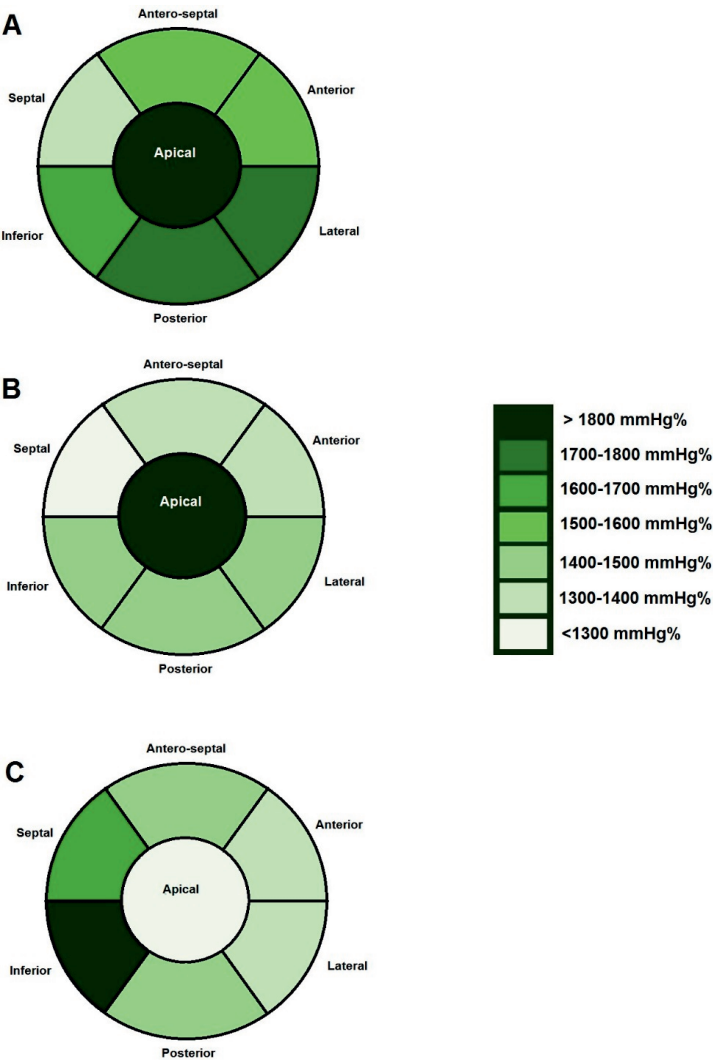 A
Antero-septal
Septal
Anterior
Apical
Inferior
Lateral
Posterior
B
Antero-septal
Septal
Anterior
Apical
Inferior
Lateral
Posterior
> 1800 mmHg%
1700-1800 mmHg%
1600-1700 mmHg%
1500-1600 mmHg%
1400-1500 mmHg%
1300-1400 mmHg%
<1300 mmHg%
C
Antero-septal
Septal
Anterior
Apical
Inferior
Lateral
Posterior